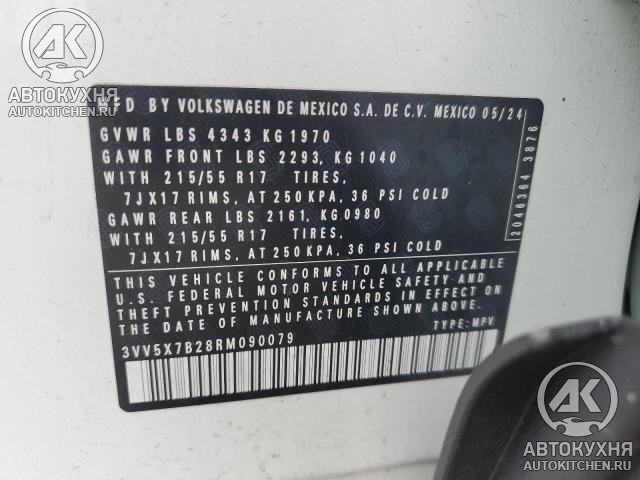 AK
АВТОКУХНЯ
AUTOKITCHEN.RU
MFD BY VOLKSWAGEN DE MEXICO S.A. DE C.V. MEXICO 05/24
GVWR LBS 4343 KG 1970
GAWR FRONT LBS 2293, KG 1040
WITH 215/55 R17 TIRES,
7JX17 RIMS, AT 250 KPA, 36 PSI COLD
GAWR REAR LBS 2161, KG0980
WITH 215/55 R17 TIRES,
7JX17 RIMS, AT 250 KPA, 36 PSI COLD
THIS VEHICLE CONFORMS TO ALL APPLICABLE
U.S. FEDERAL MOTOR VEHICLE SAFETY AND
THEFT PREVENTION STANDARDS IN EFFECT ON
THE DATE OF MANUFACTURE SHOWN ABOVE.
3VV5X7B28RM090079 TYPE: MPV
2046364 3876
AK
АВТОКУХНЯ
AUTOKITCHEN.RU